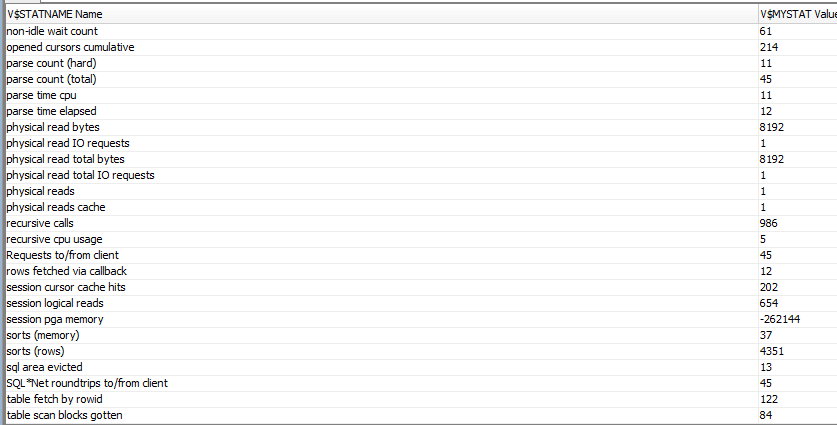 V$STATNAME Name V$MYSTAT Value
non-idle wait count 61
opened cursors cumulative 214
parse count (hard) 11
parse count (total) 45
parse time cpu 11
parse time elapsed 12
physical read bytes 8192
physical read IO requests 1
physical read total bytes 8192
physical read total IO requests 1
physical reads 1
physical reads cache 1
recursive calls 986
recursive cpu usage 5
Requests to/from client 45
rows fetched via callback 12
session cursor cache hits 202
session logical reads 654
session pga memory -262144
sorts (memory) 37
sorts (rows) 4351
sql area evicted 13
SQL*Net roundtrips to/from client 45
table fetch by rowid 122
table scan blocks gotten 84